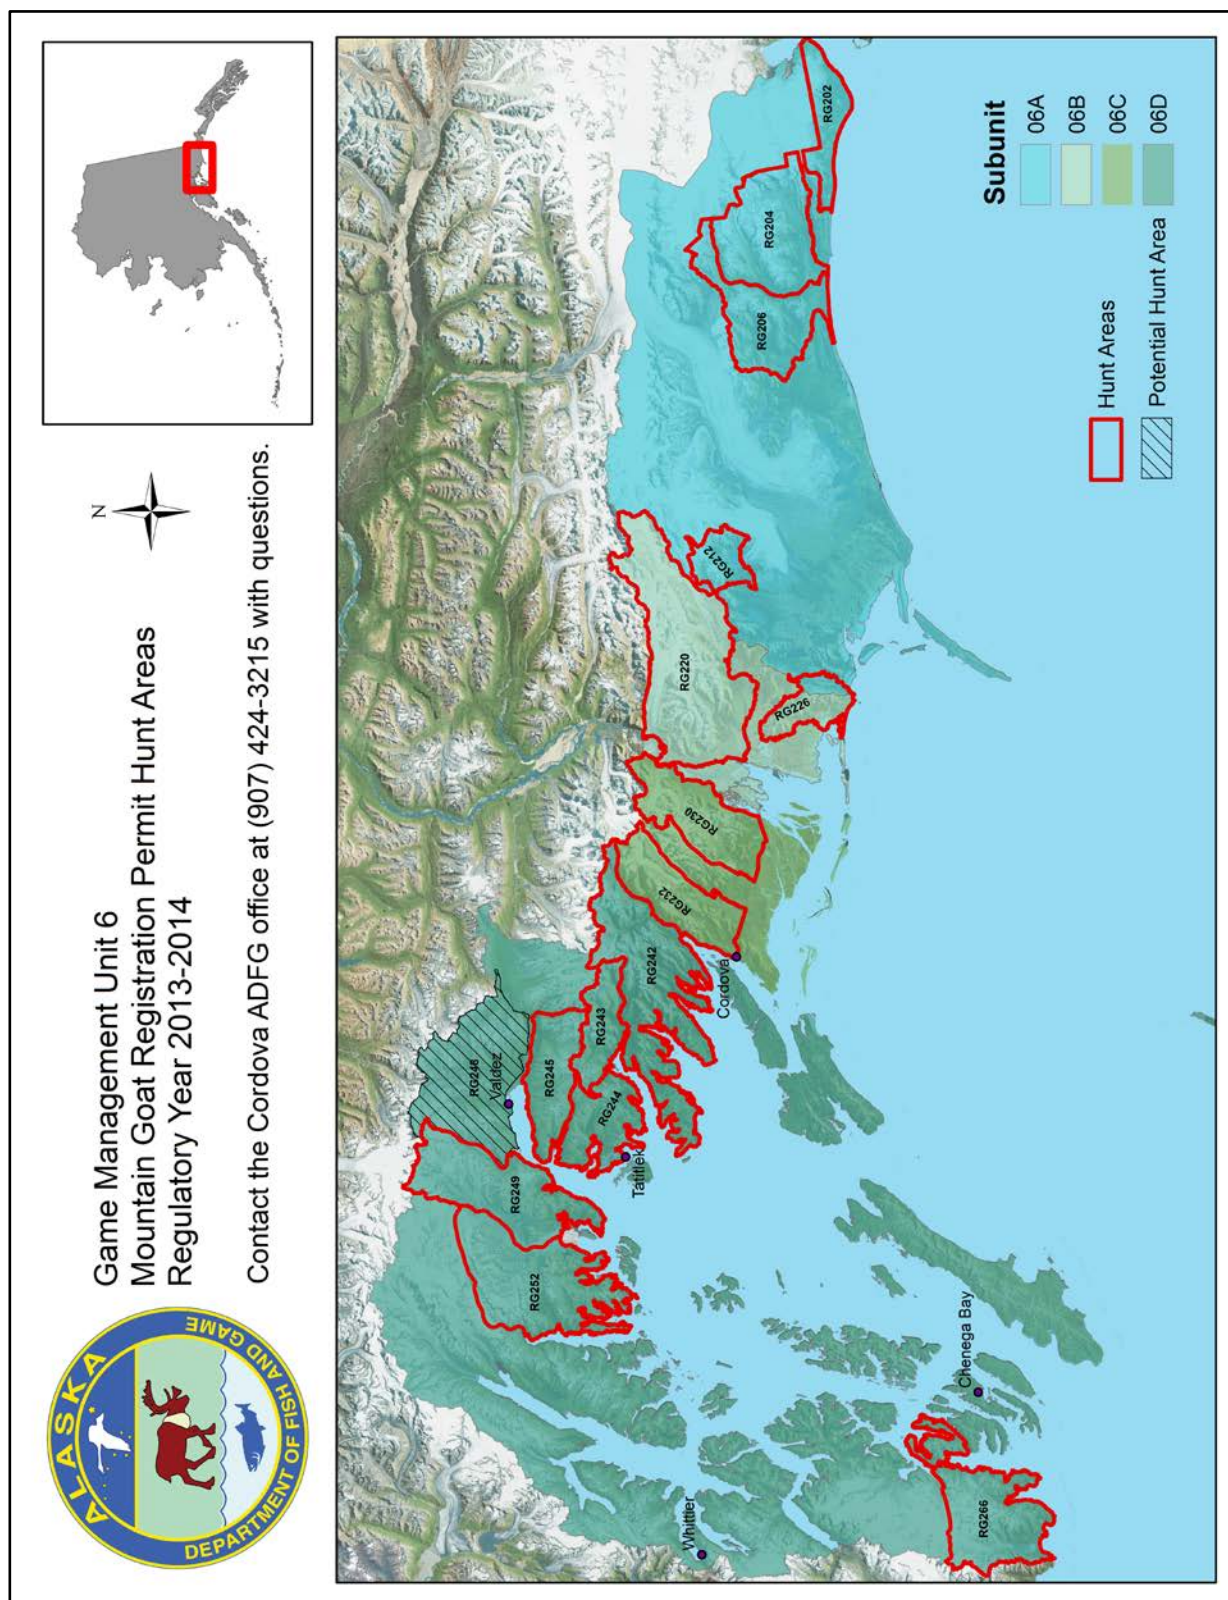 ALASKA
DEPARTMENT OF FISH AND GAME
Game Management Unit 6
Mountain Goat Registration Permit Hunt Areas
Regulatory Year 2013-2014
Contact the Cordova ADFG office at (907) 424-3215 with questions.
N
RG248
Valdez
RG249
RG245
RG252
RG243
RG244
Tatitlek
RG242
RG232
RG230
Cordova
RG220
RG212
RG226
RG206
RG204
RG202
Whittier
Chenega Bay
RG266
Hunt Areas
Potential Hunt Area
Subunit
06A
06B
06C
06D